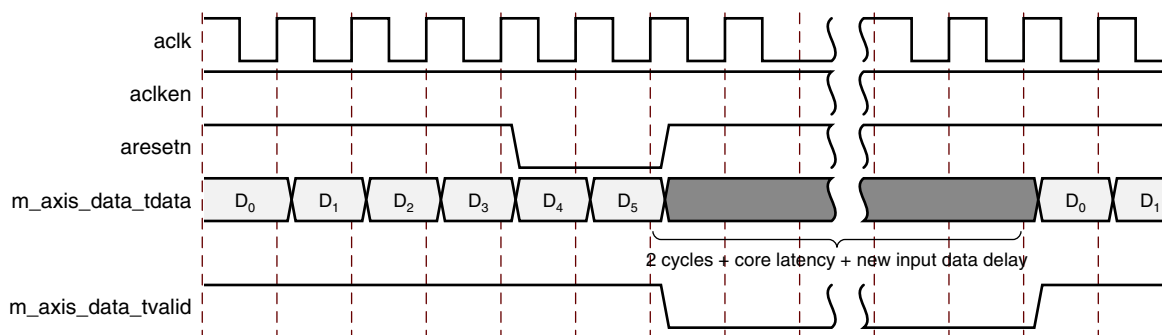 aclk
aclken
aresetn
m_axis_data_tdata D₀ D₁ D₂ D₃ D₄ D₅ D₀ D₁
2 cycles + core latency + new input data delay
m_axis_data_tvalid